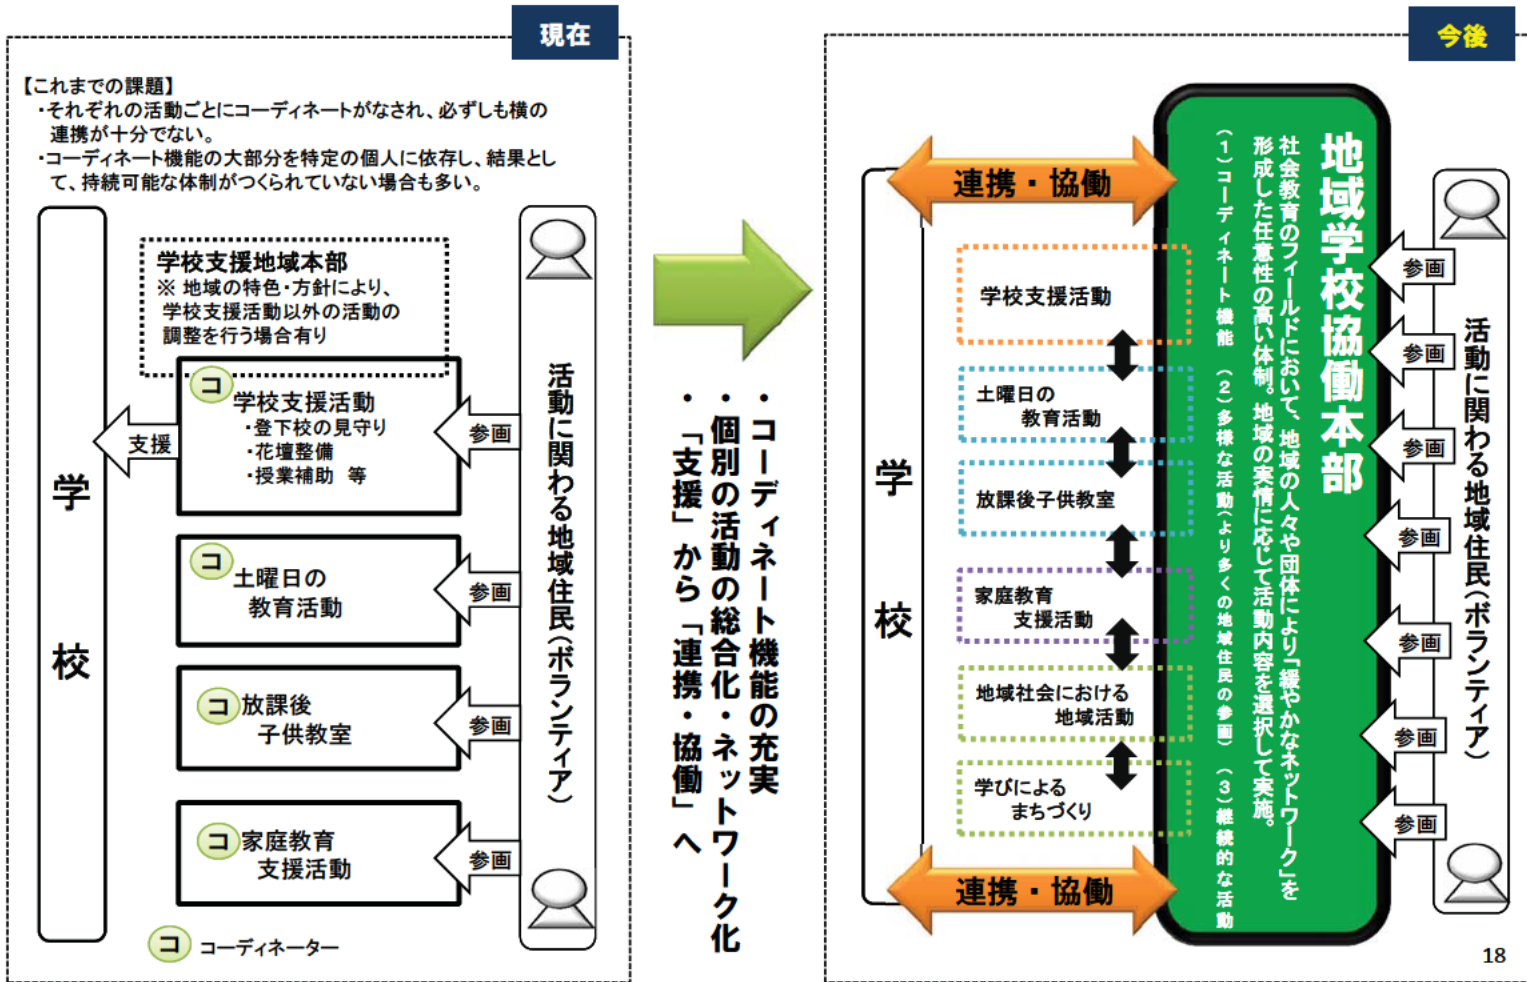 現在
【これまでの課題】
・それぞれの活動ごとにコーディネートがなされ、必ずしも横の
連携が十分でない。
・コーディネート機能の大部分を特定の個人に依存し、結果とし
て、持続可能な体制がつくられていない場合も多い。
学校
学校支援地域本部
※ 地域の特色・方針により、
学校支援活動以外の活動の
調整を行う場合有り
コ
学校支援活動
・登下校の見守り
・花壇整備
・授業補助 等
支援
参画
コ
土曜日の
教育活動
参画
コ
放課後
子供教室
参画
コ
家庭教育
支援活動
参画
活動に関わる地域住民(ボランティア)
コ コーディネーター
・コーディネート機能の充実
・個別の活動の総合化・ネットワーク化
・「支援」から「連携・協働」へ
今後
学校
連携・協働
学校支援活動
土曜日の
教育活動
放課後子供教室
家庭教育
支援活動
地域社会における
地域活動
学びによる
まちづくり
連携・協働
地域学校協働本部
社会教育のフィールドにおいて、地域の人々や団体により「緩やかなネットワーク」を
形成した任意性の高い体制。地域の実情に応じて活動内容を選択して実施。
(1)コーディネート機能 (2)多様な活動(より多くの地域住民の参画) (3)継続的な活動
参画
参画
参画
参画
参画
参画
参画
活動に関わる地域住民(ボランティア)
18